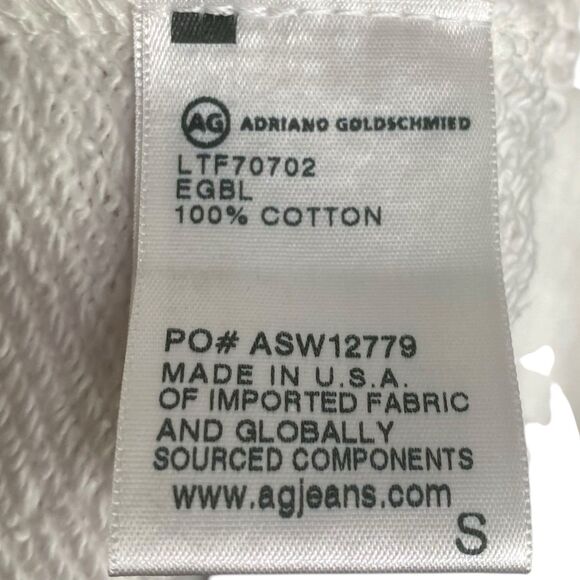 AG ADRIANO GOLDSCHMIED
LTF70702
EGBL
100% COTTON
PO# ASW12779
MADE IN U.S.A.
OF IMPORTED FABRIC
AND GLOBALLY
SOURCED COMPONENTS
www.agjeans.com
S